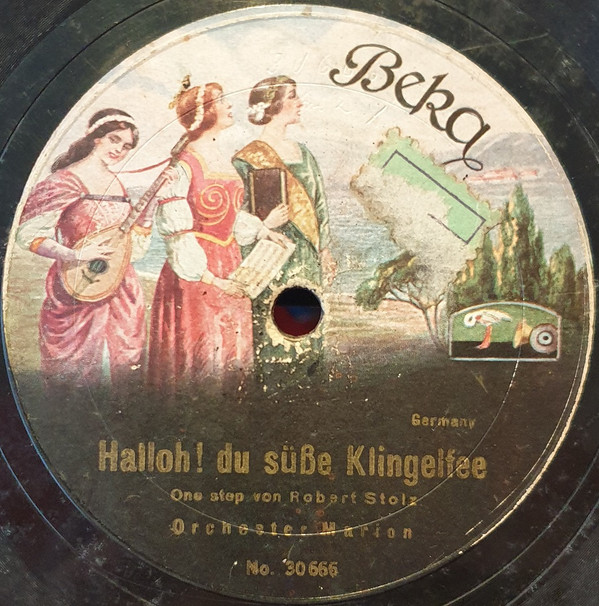 Beka
Germany
Halloh! du süße Klingelfee
One step von Robert Stolz
Orchester Marion
No. 30666